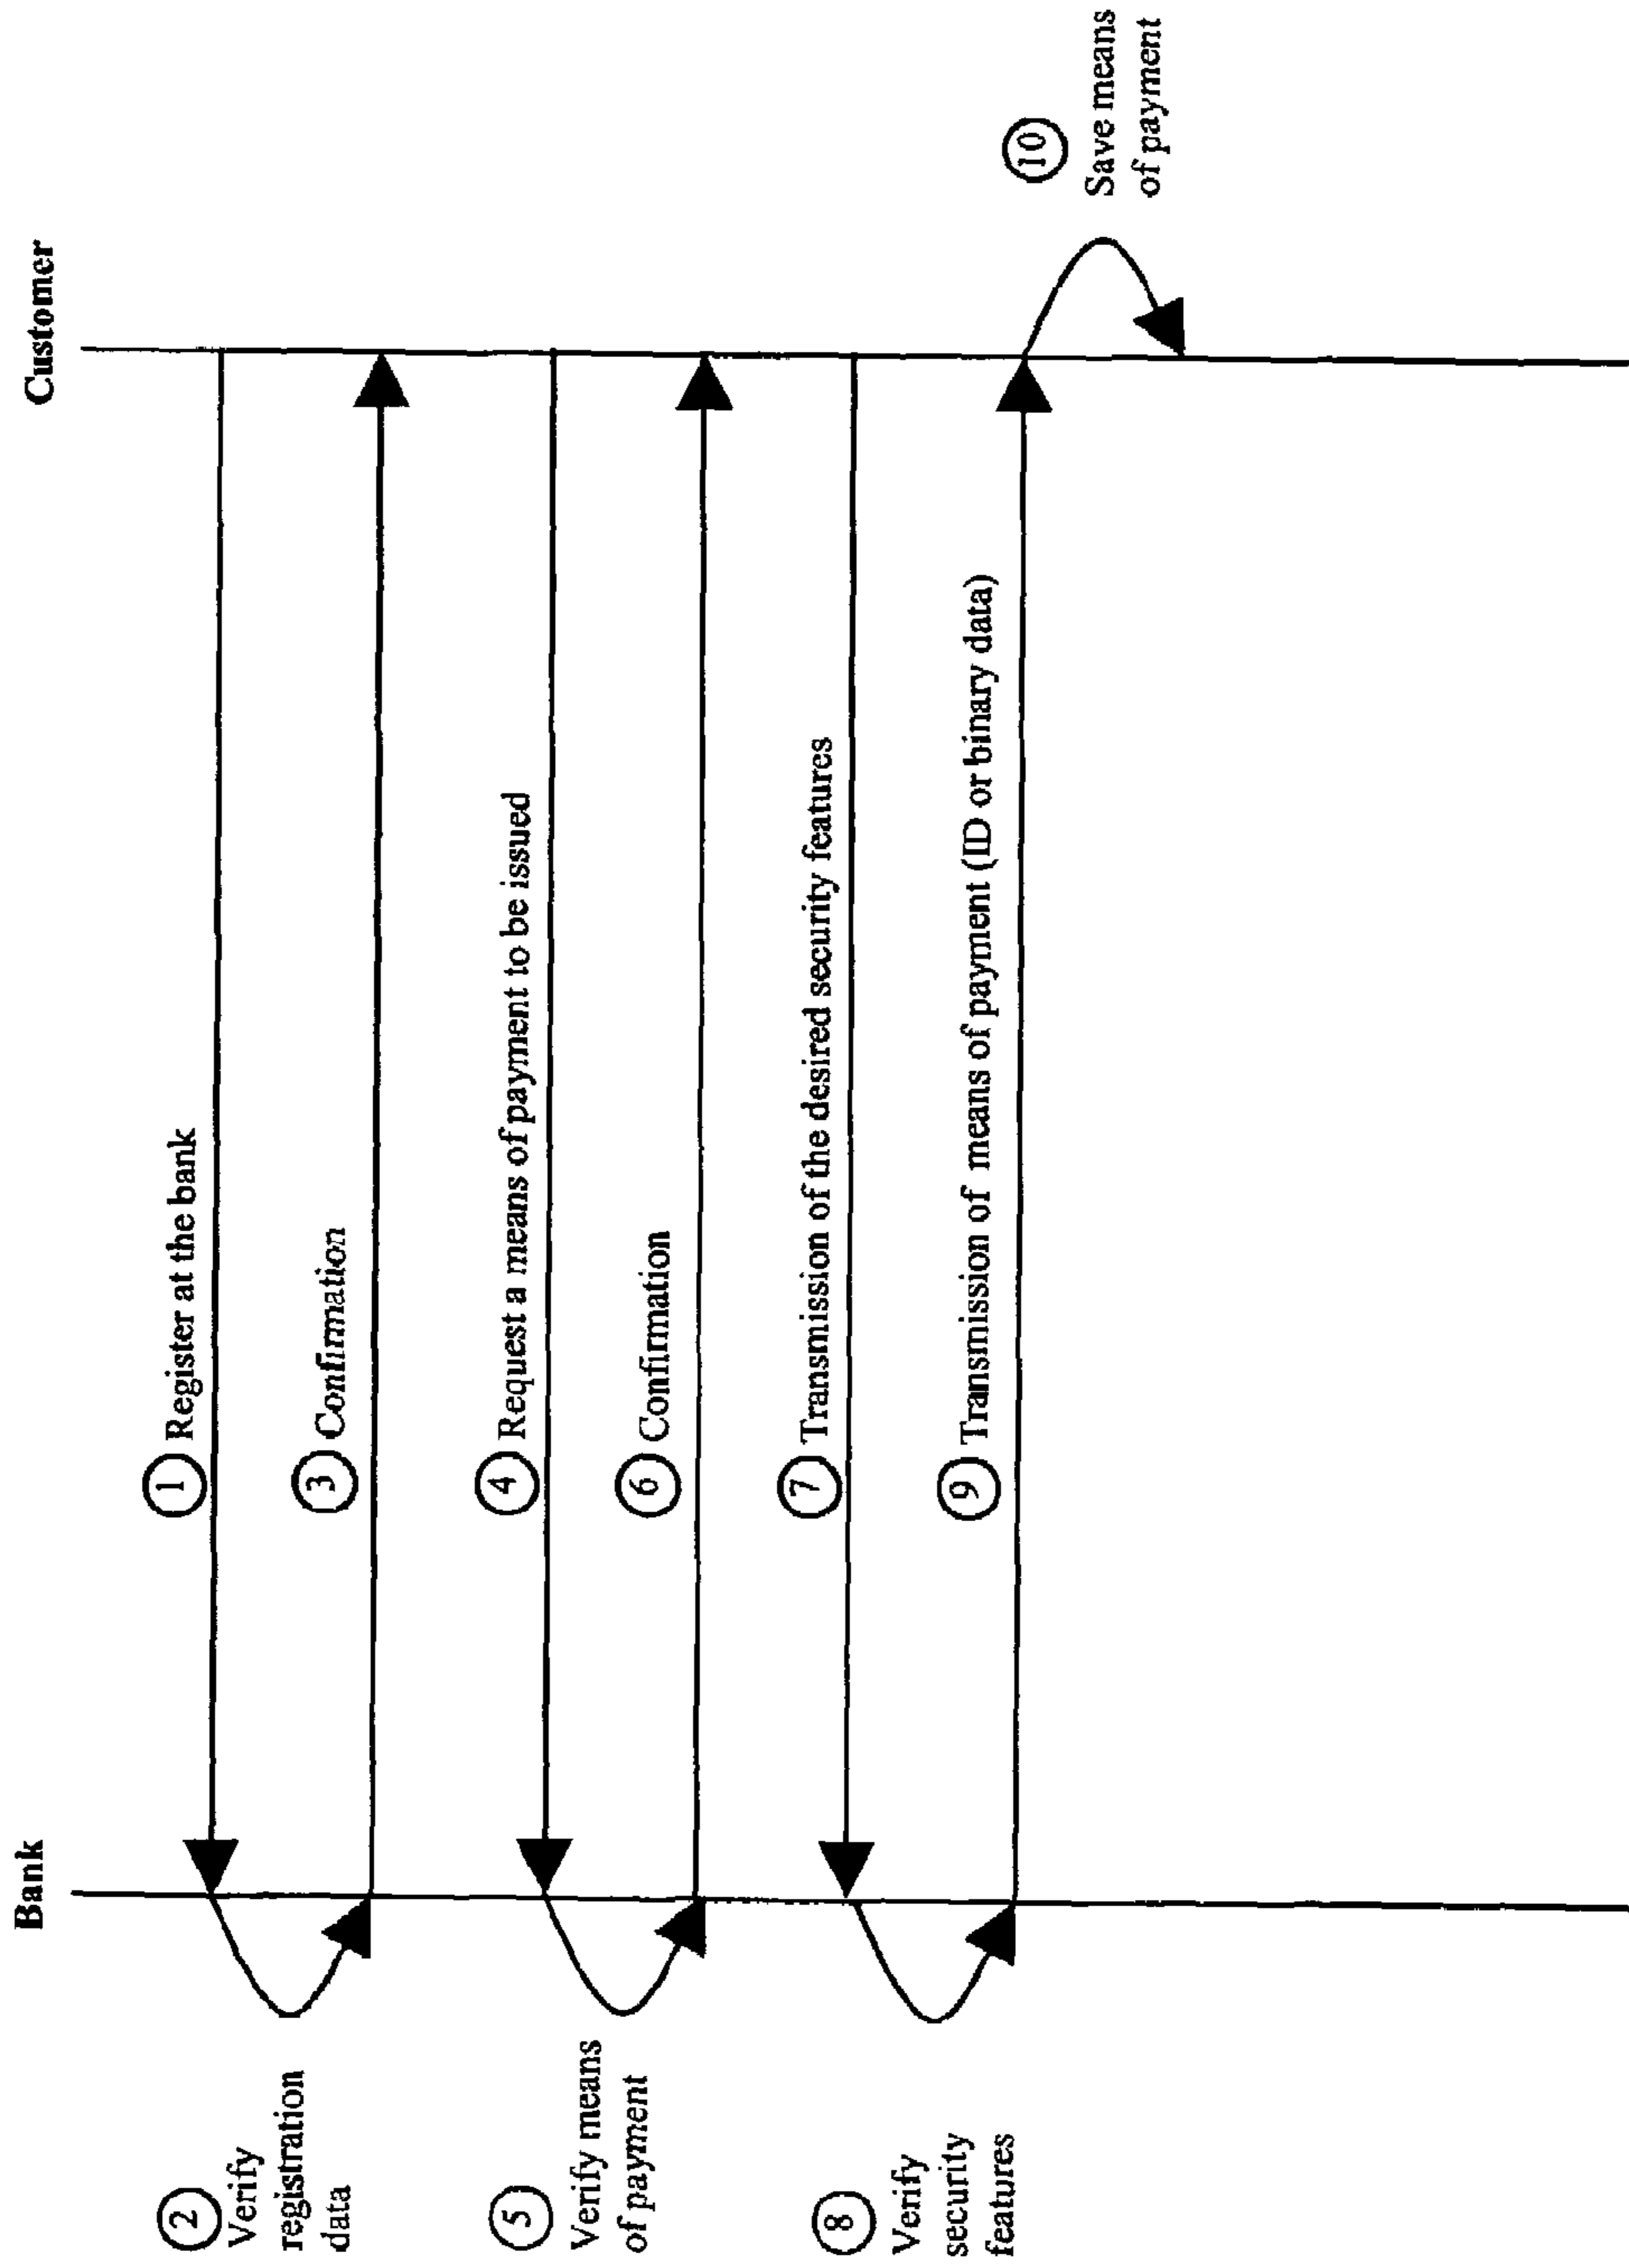 Bank
Customer
1 Register at the bank
2
Verify
registration
data
3 Confirmation
4 Request a means of payment to be issued
5
Verify means
of payment
6 Confirmation
7 Transmission of the desired security features
8
Verify
security
features
9 Transmission of means of payment (ID or binary data)
10
Save means
of payment